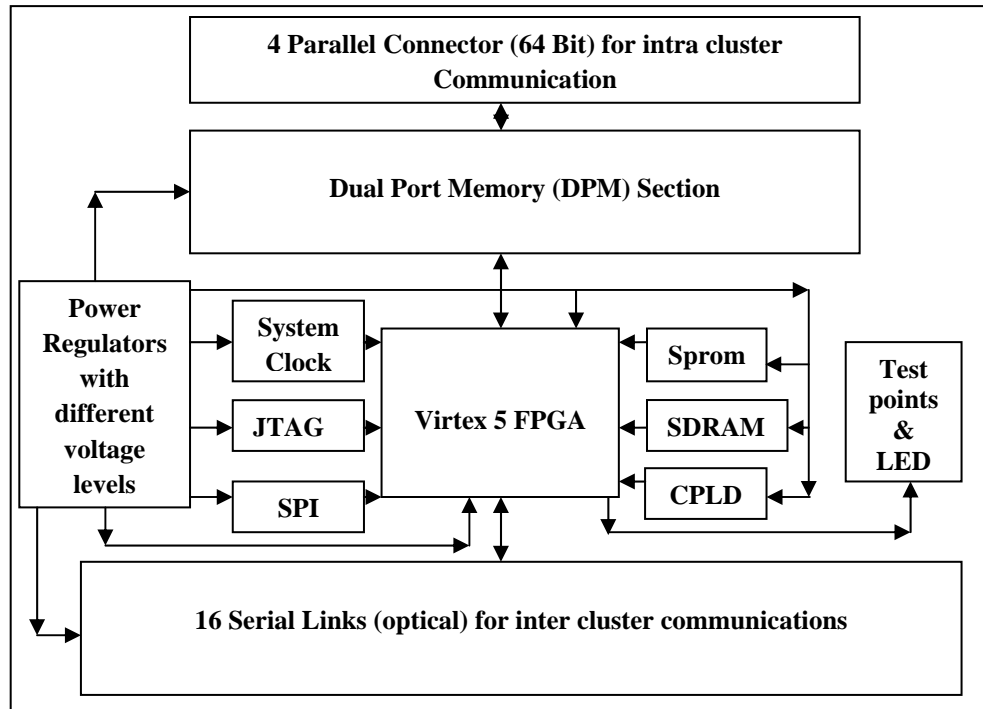 4 Parallel Connector (64 Bit) for intra cluster
Communication
Dual Port Memory (DPM) Section
Power
Regulators
with
different
voltage
levels
System
Clock
JTAG
SPI
Virtex 5 FPGA
Sprom
SDRAM
CPLD
Test
points
&
LED
16 Serial Links (optical) for inter cluster communications